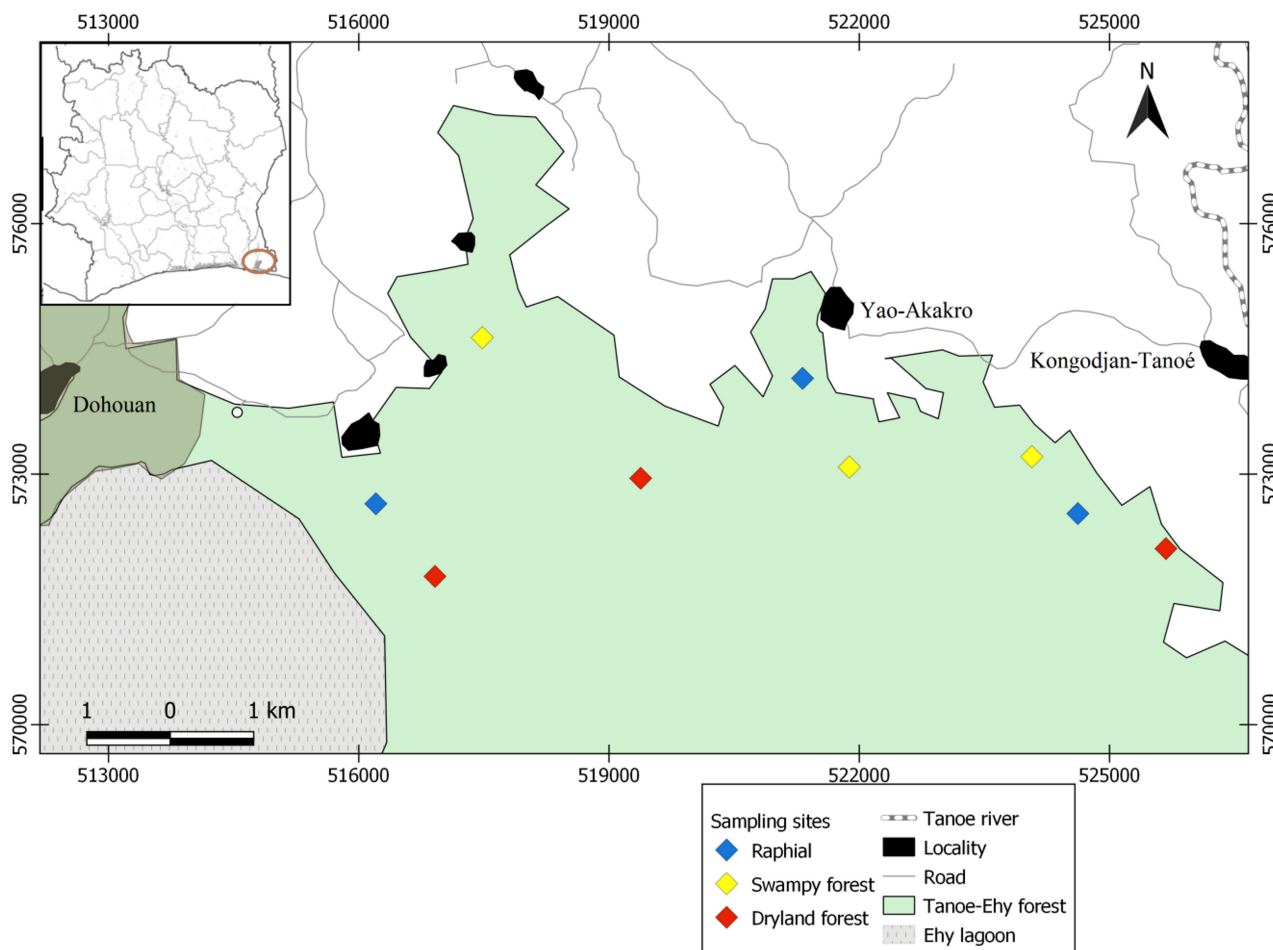 513000 516000 519000 522000 525000
N
576000 576000
Yao-Akakro
Kongodjan-Tanoé
Dohouan
573000 573000
1 0 1 km
570000 570000
513000 516000 519000 522000 525000
Sampling sites
Raphial
Swampy forest
Dryland forest
Tanoe river
Locality
Road
Tanoe-Ehy forest
Ehy lagoon